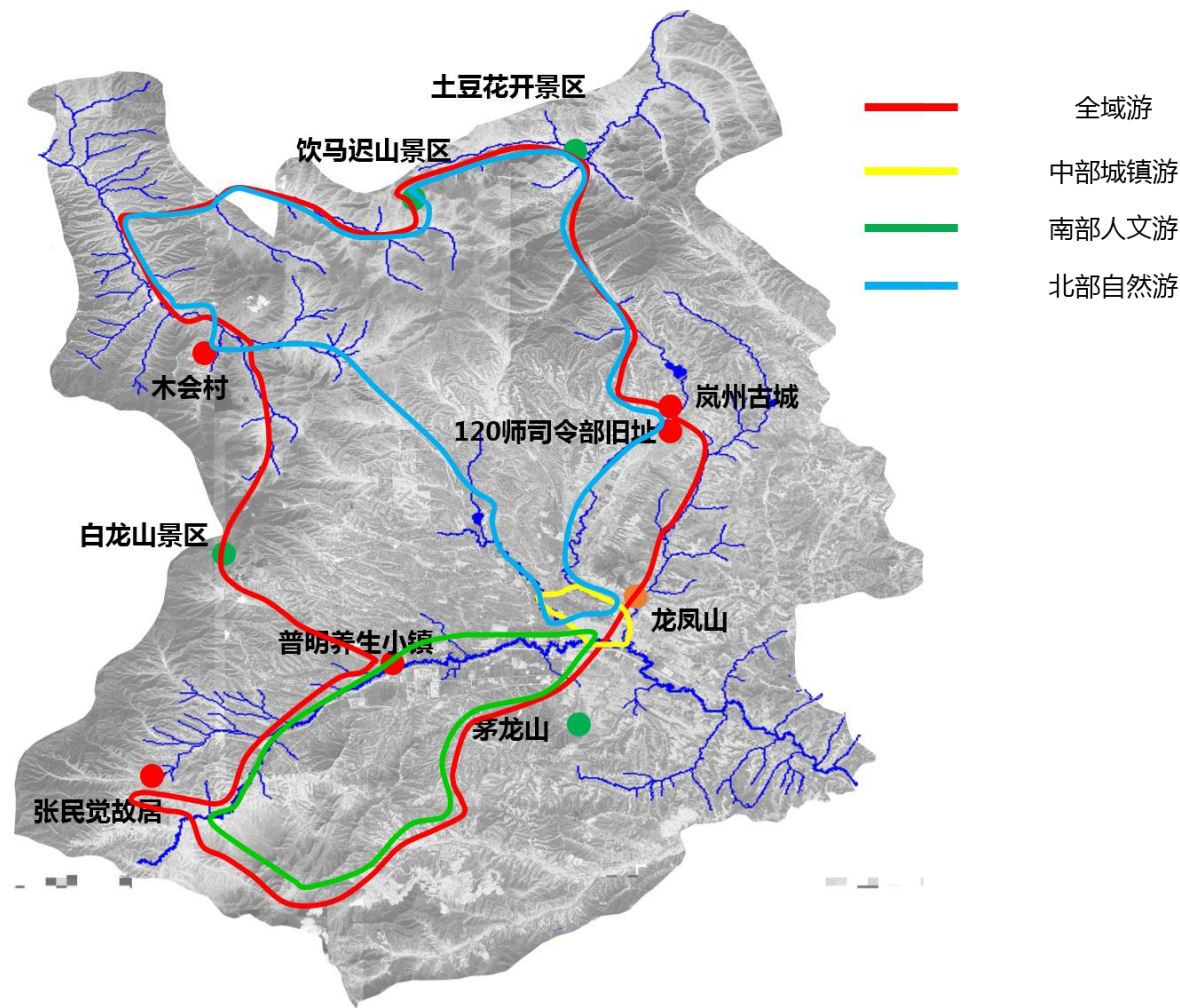 土豆花开景区
全域游
饮马迟山景区
中部城镇游
南部人文游
北部自然游
木会村
岚州古城
120师司令部旧址
白龙山景区
龙凤山
普明养生小镇
茅龙山
张民觉故居